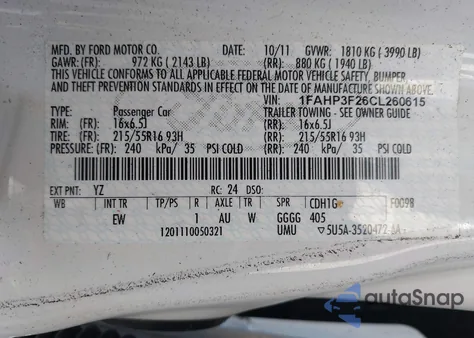 MFD. BY FORD MOTOR CO. DATE: 10/11 GVWR: 1810 KG ( 3990 LB)
GAWR: (FR) 972 KG ( 2143 LB) (RR): 880 KG ( 1940 LB)
THIS VEHICLE CONFORMS TO ALL APPLICABLE FEDERAL MOTOR VEHICLE SAFETY, BUMPER,
AND THEFT PREVENTION STANDARDS IN EFFECT ON THE DATE OF MANUFACTURE SHOWN ABOVE.
VIN: 1FAHP3F26CL260615
TYPE: Passenger Car TRAILER TOWING - SEE OWNER GUIDE
RIM: (FR) 16x6.5J (RR) 16x6.5J
TIRE: 215/55R16 93H (RR) 215/55R16 93H
PRESSURE: (FR) 240 kPa/ 35 PSI COLD (RR) 240 kPa/ 35 PSI COLD
EXT PNT: YZ RC: 24 DSO:
WB INT TR TP/PS R AXLE TR SPR CDH1G F0098
EW 1 AU W GGGG 405
1201110050321 UMU ▽5U5A-3520472-AA
autoSnap